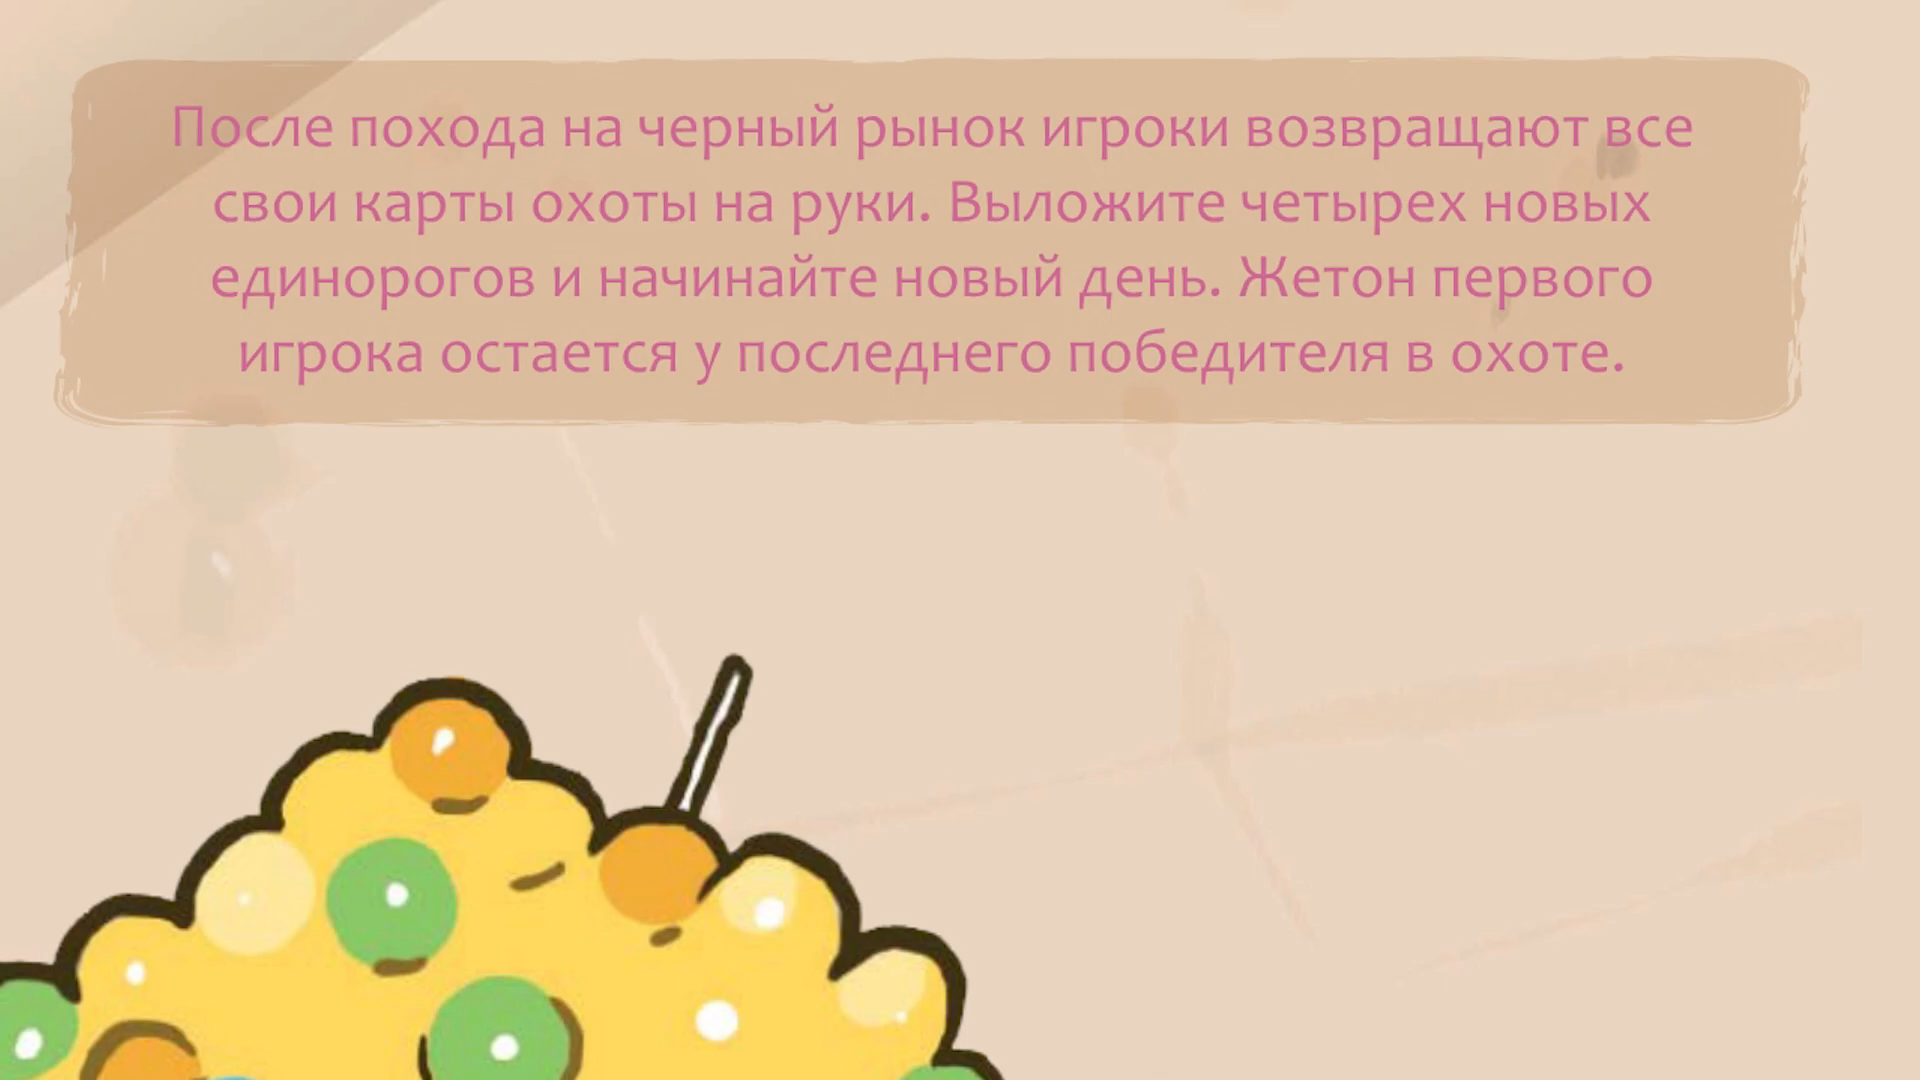 После похода на черный рынок игроки возвращают все
свои карты охоты на руки. Выложите четырех новых
единорогов и начинайте новый день. Жетон первого
игрока остается у последнего победителя в охоте.